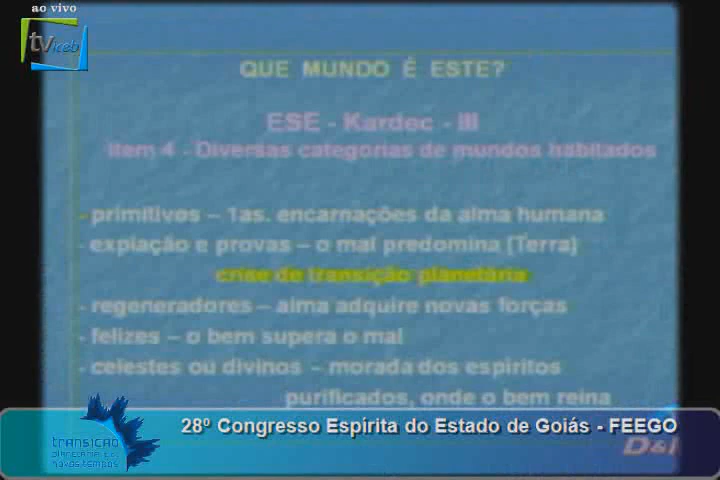 ao vivo
tv iceb
QUE MUNDO É ESTE?
ESE - Kardec - III
Item 4 - Diversas categorias de mundos habitados
- primitivos – 1as. encarnações da alma humana
- expiação e provas – o mal predomina (Terra)
crise de transição planetária
- regeneradores – alma adquire novas forças
- felizes – o bem supera o mal
- celestes ou divinos – morada dos espíritos
purificados, onde o bem reina
28º Congresso Espírita do Estado de Goiás - FEEGO
transição
novos tempos